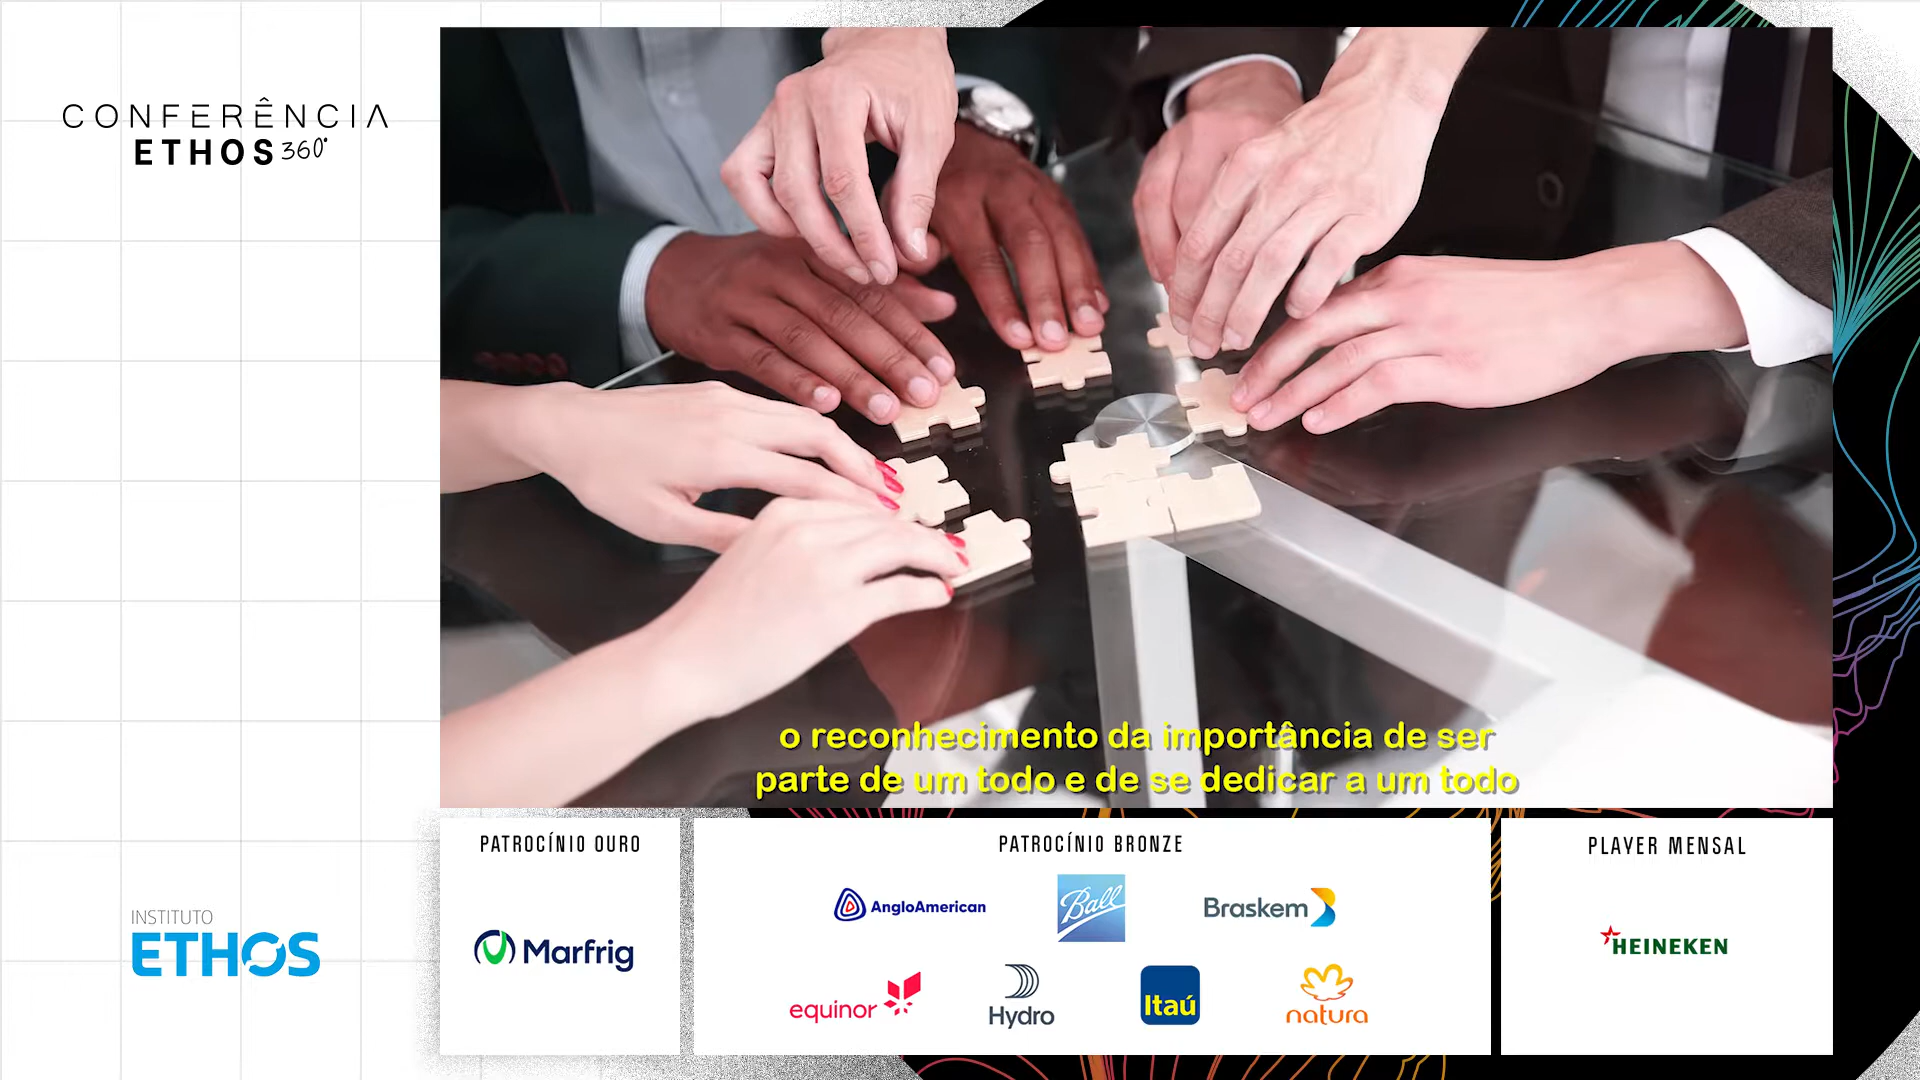 CONFERÊNCIA
ETHOS 360°
o reconhecimento da importância de ser
parte de um todo e de se dedicar a um todo
PATROCÍNIO OURO
Marfrig
PATROCÍNIO BRONZE
AngloAmerican
Ball
Braskem
equinor
Hydro
Itaú
natura
PLAYER MENSAL
HEINEKEN
INSTITUTO
ETHOS